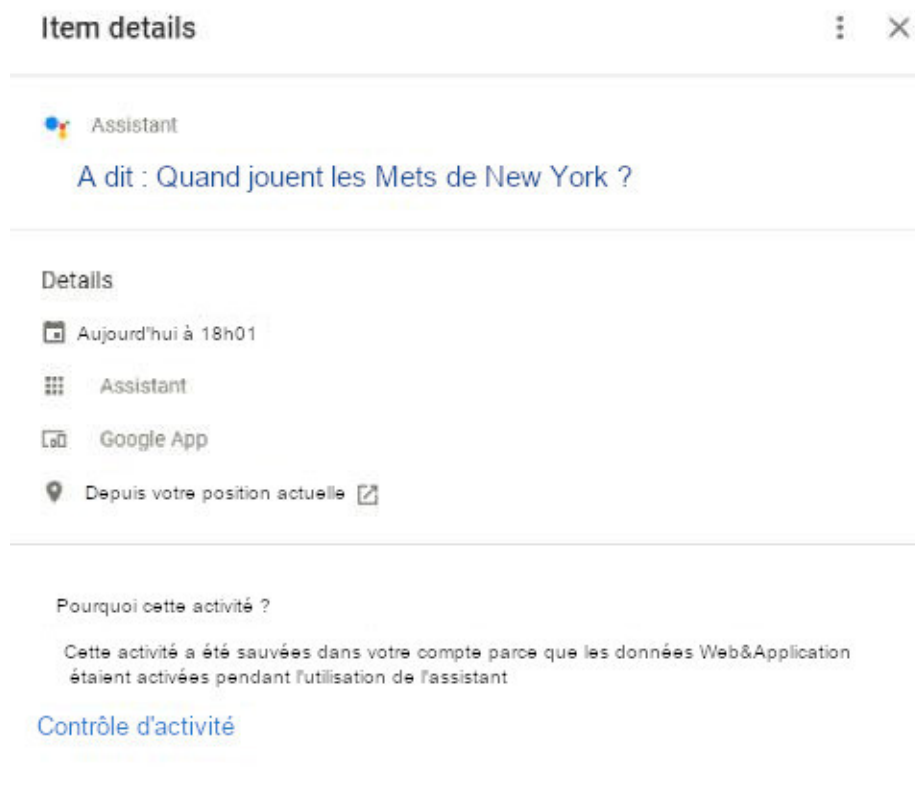 Item details
Assistant
A dit : Quand jouent les Mets de New York ?
Details
Aujourd'hui à 18h01
Assistant
Google App
Depuis votre position actuelle
Pourquoi cette activité ?
Cette activité a été sauvées dans votre compte parce que les données Web&Application
étaient activées pendant l'utilisation de l'assistant
Contrôle d'activité